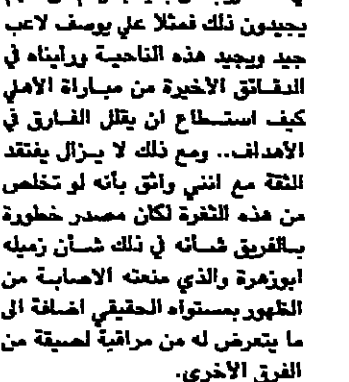 يجيدون ذلك فمثلا علي يوسف لاعب
جيد ويجيد هذه الناحية ورأيناه في
الدقائق الأخيرة من مباراة الأهلي
كيف استطاع ان يقلل الفارق في
الأهداف.. ومع ذلك لا يزال يفتقد
الثقة مع انني واثق بأنه لو تخلص
من هذه الثغرة لكان مصدر خطورة
بالفريق شأنه في ذلك شأن زميله
ابوزهرة والذي منعته الاصابة من
الظهور بمستواه الحقيقي اضافة الى
ما يتعرض له من مراقبة لصيقة من
الفرق الأخرى.